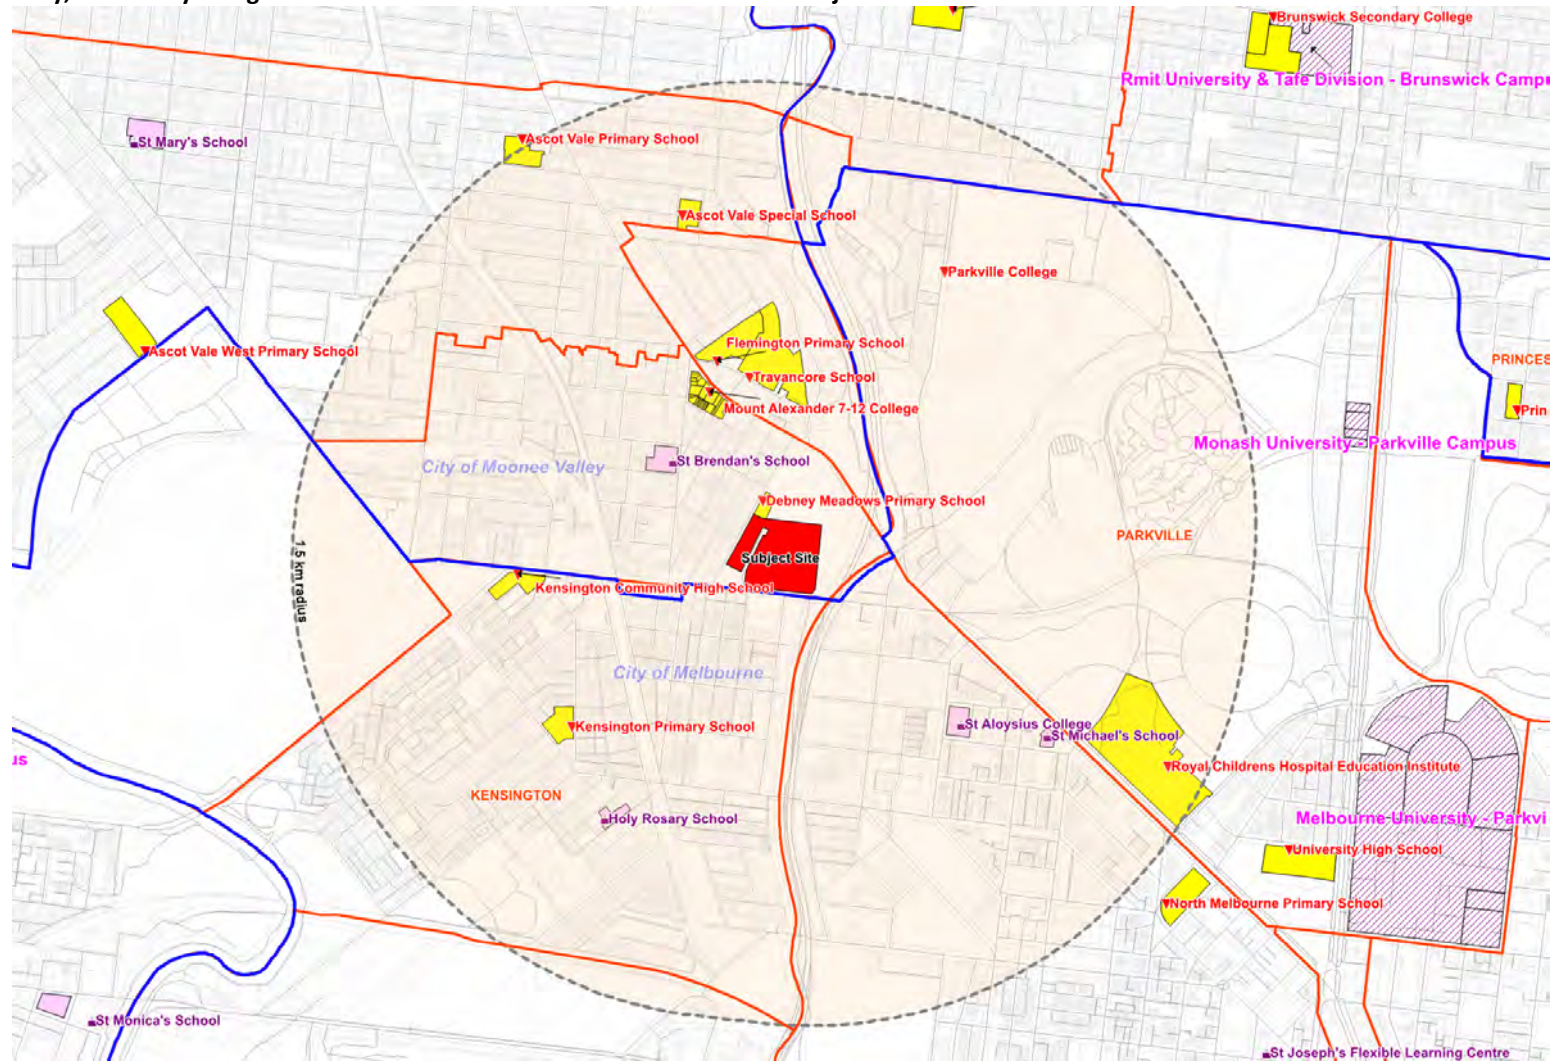 Brunswick Secondary College
Rmit University & Tafe Division - Brunswick
Ascot Vale Primary School
St Mary's School
Ascot Vale Special School
Parkville College
Flemington Primary School
Ascot Vale West Primary School
PRINCES
Travancore School
Mount Alexander 7-12 College
Prin
Monash University - Parkville Campus
St Brendan's School
City of Moonee Valley
Debney Meadows Primary School
PARKVILLE
Subject Site
1.5 km radius
Kensington Community High School
City of Melbourne
St Aloysius College
Kensington Primary School
St Michael's School
us
Royal Childrens Hospital Education Institute
KENSINGTON
Holy Rosary School
Melbourne University - Parkvi
University High School
North Melbourne Primary School
St Monica's School
St Joseph's Flexible Learning Centre